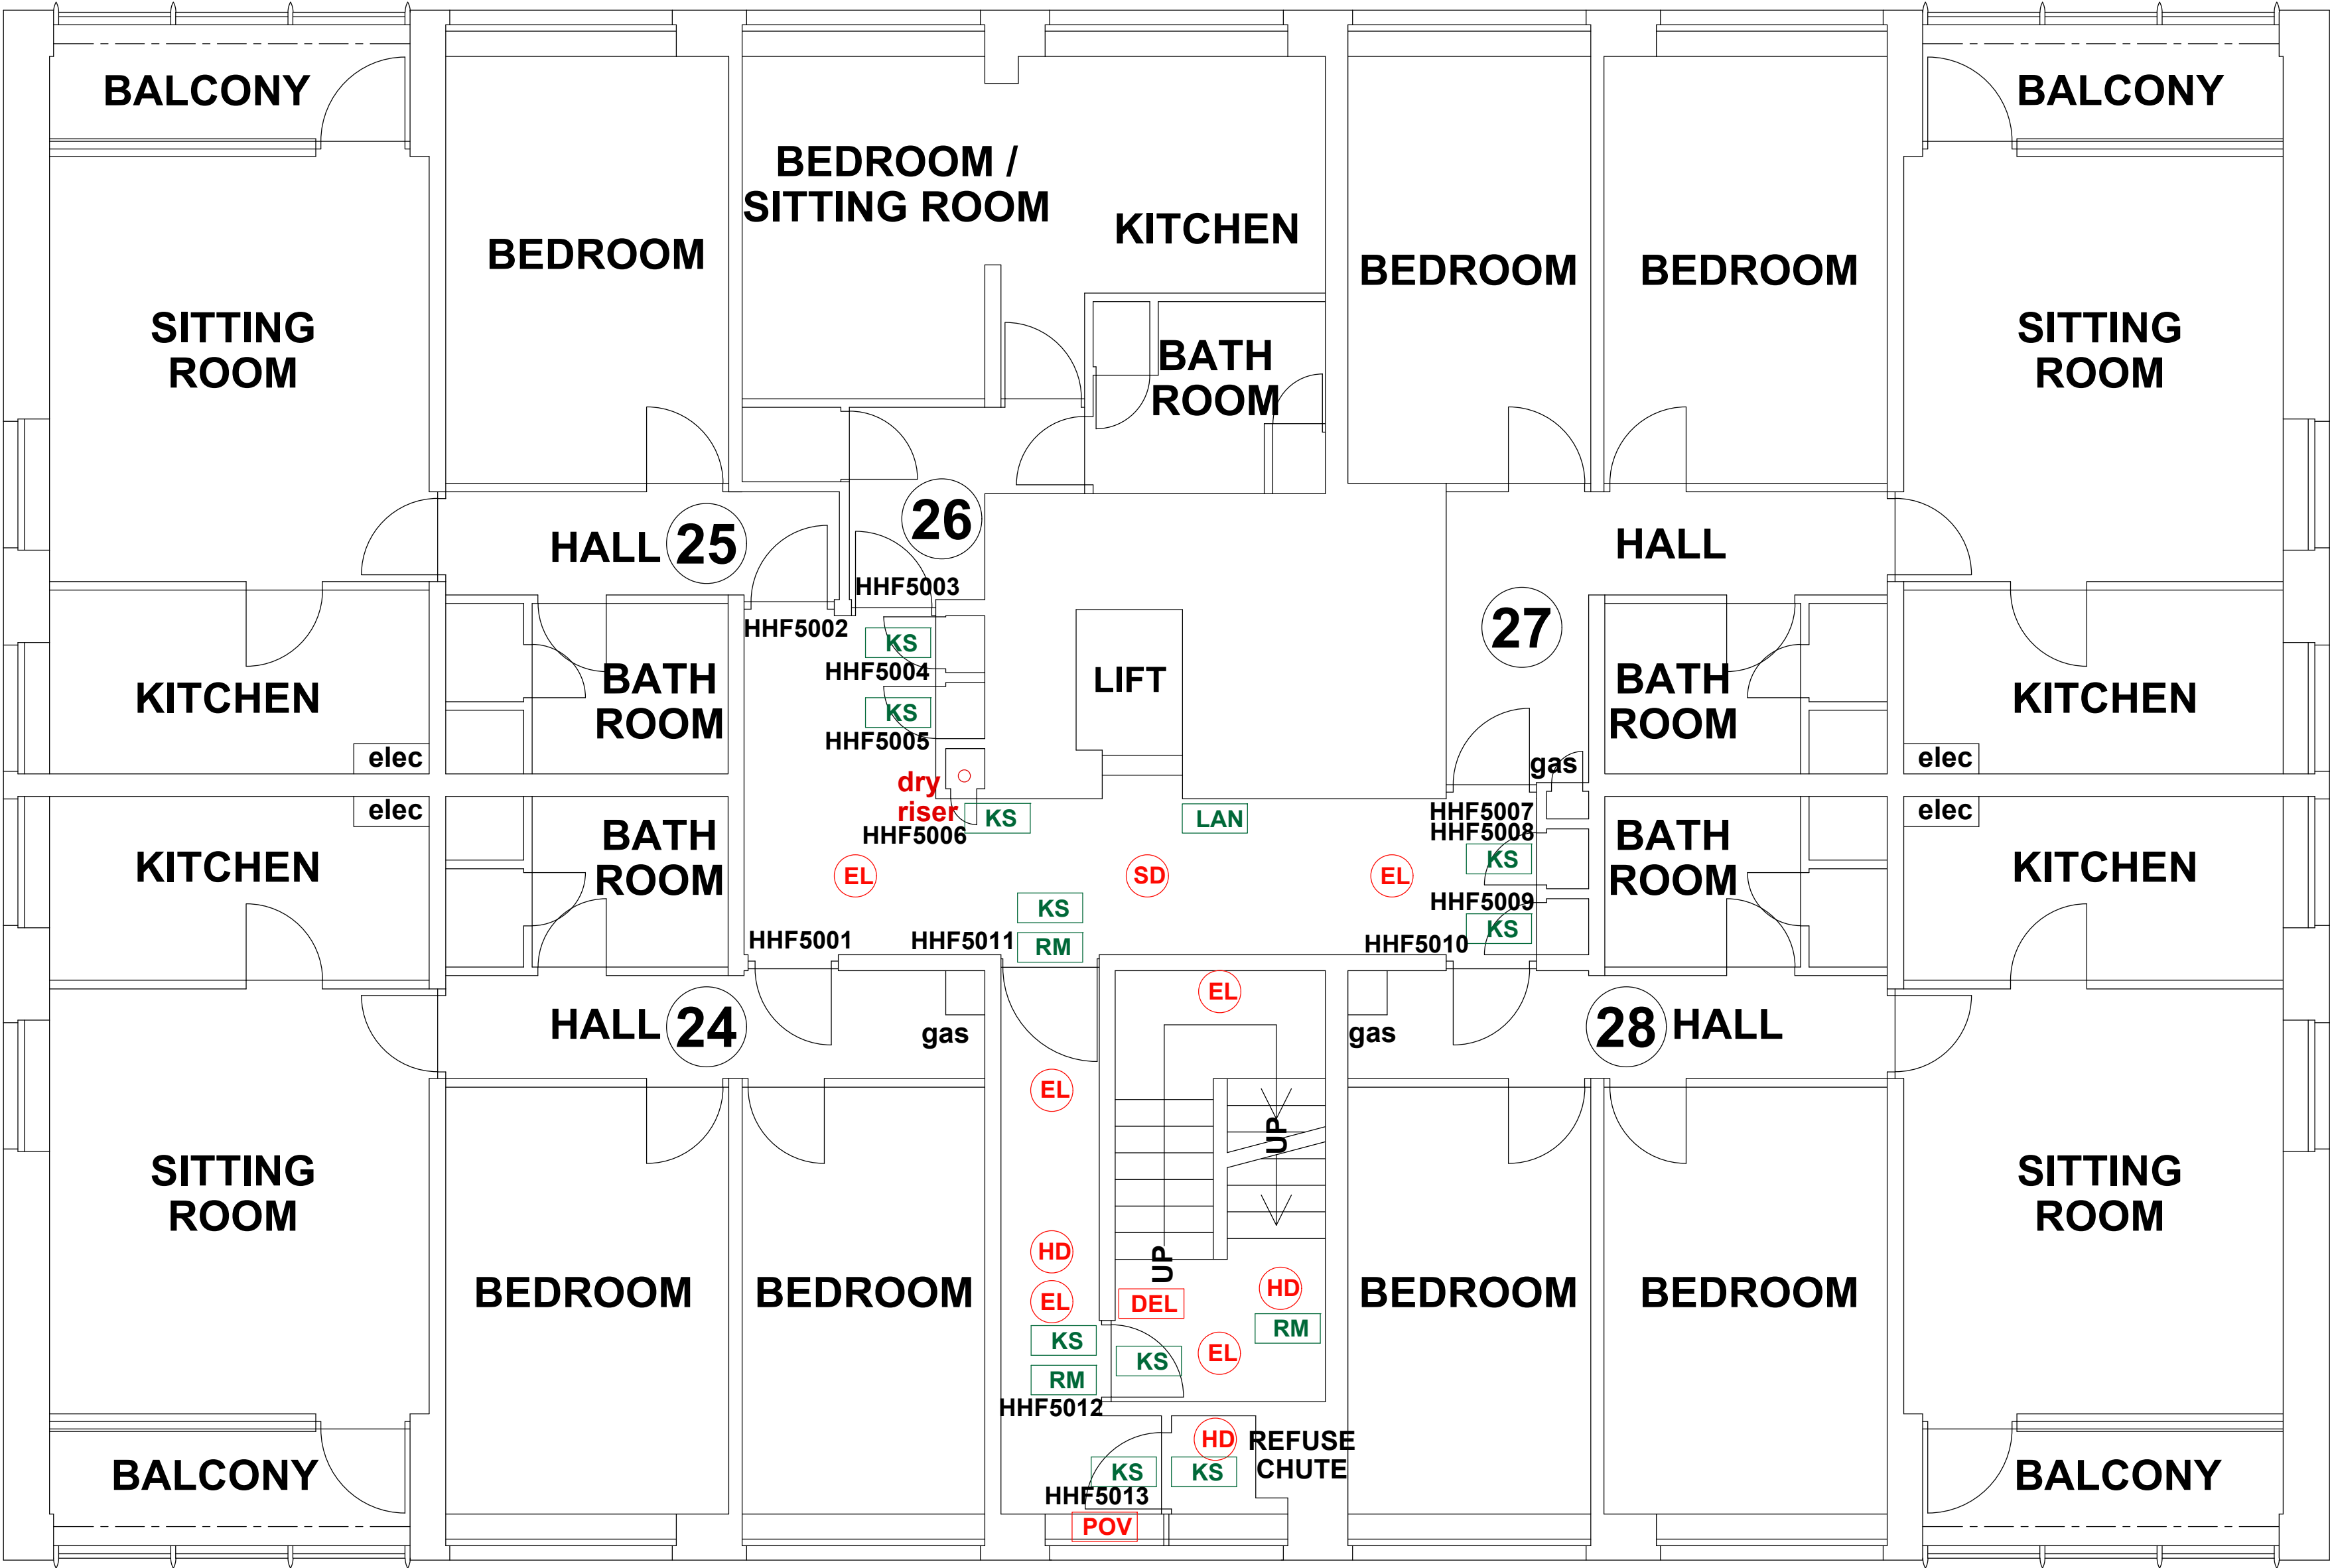 BALCONY
BALCONY
BEDROOM /
SITTING ROOM
KITCHEN
BEDROOM
BEDROOM
BEDROOM
SITTING
ROOM
BATH
ROOM
SITTING
ROOM
26
HALL
25
HALL
HHF5003
HHF5002
27
KS
HHF5004
KITCHEN
BATH
ROOM
LIFT
BATH
ROOM
KITCHEN
KS
HHF5005
elec
gas
elec
dry
riser
elec
KS
LAN
HHF5007
elec
HHF5006
HHF5008
BATH
ROOM
KITCHEN
KS
BATH
ROOM
KITCHEN
EL
SD
EL
KS
HHF5009
KS
HHF5001
HHF5011
RM
HHF5010
EL
HALL
24
gas
gas
28
HALL
EL
UP
SITTING
ROOM
SITTING
ROOM
HD
UP
BEDROOM
BEDROOM
HD
BEDROOM
BEDROOM
EL
DEL
RM
KS
EL
KS
RM
HHF5012
HD
REFUSE
CHUTE
BALCONY
KS
KS
BALCONY
HHF5013
POV